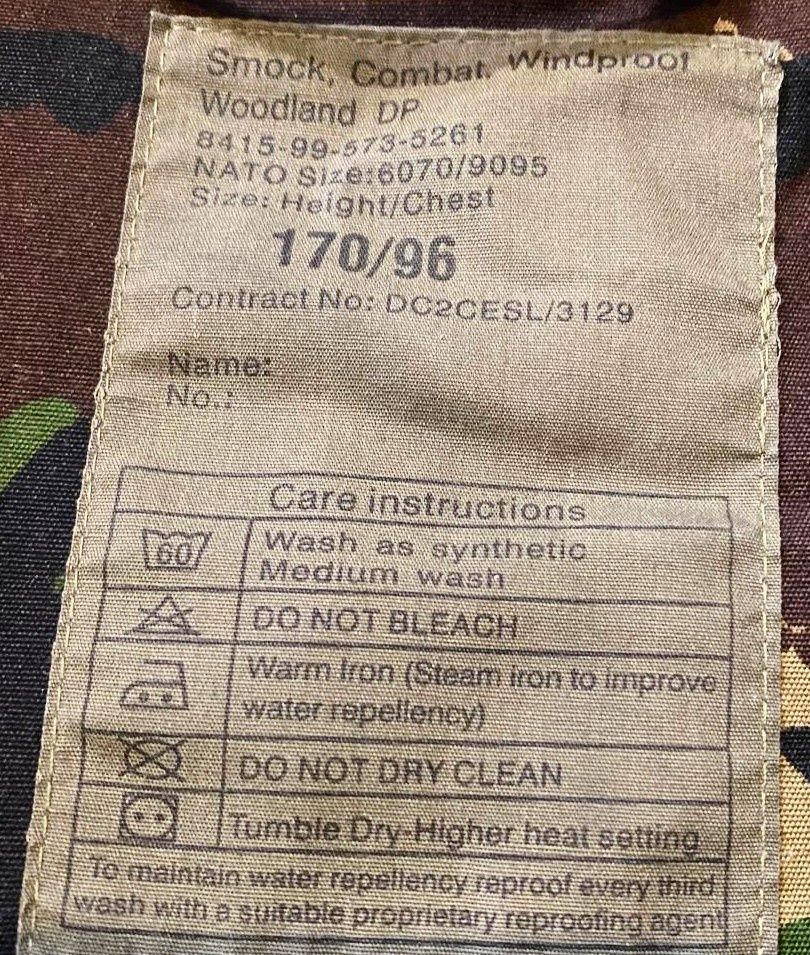 Smock, Combat, Windproof
Woodland DP
8415-99-573-5261
NATO Size:6070/9095
Size: Height/Chest
170/96
Contract No: DC2CESL/3129
Name:
No.:
Care instructions
60 Wash as synthetic
Medium wash
DO NOT BLEACH
Warm Iron (Steam iron to improve
water repellency)
DO NOT DRY CLEAN
Tumble Dry-Higher heat setting
To maintain water repellency reproof every third
wash with a suitable proprietary reproofing agent